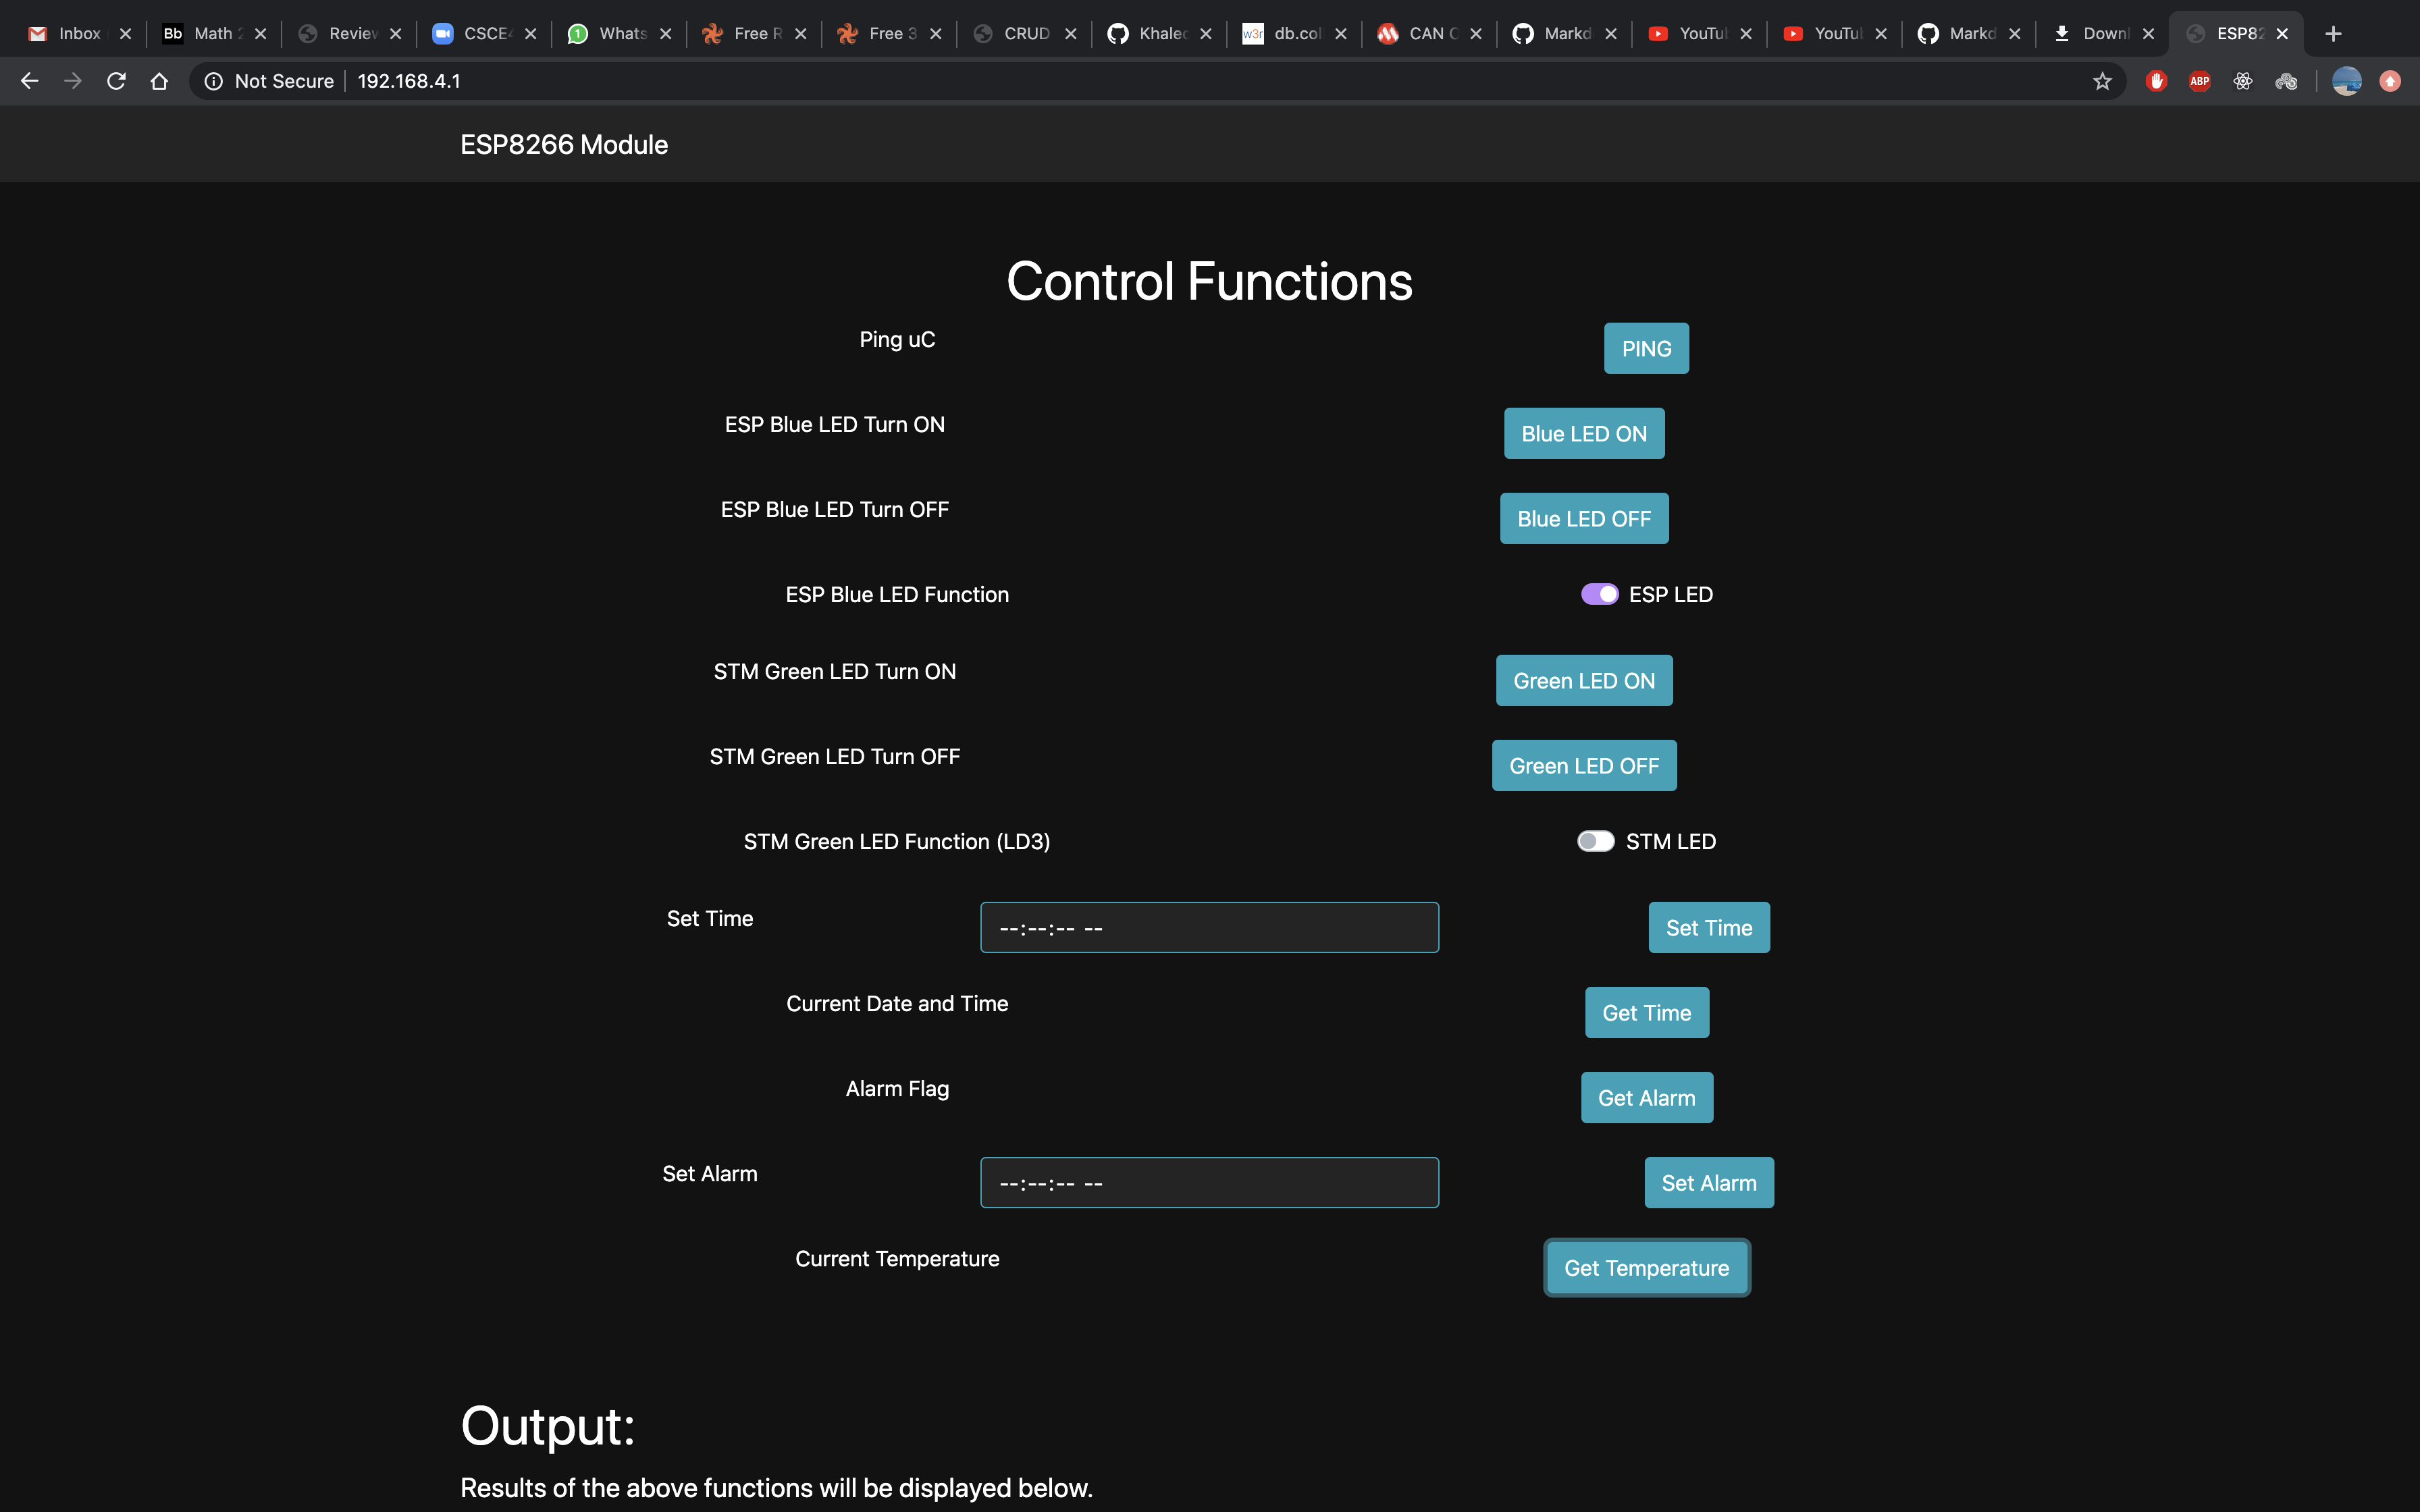 Inbox Bb Math 2 Review CSCE4 1 Whats Free R Free 3 CRUD Khaled w3r db.col CAN C Markd YouTu YouTu Markd Downl ESP82
Not Secure 192.168.4.1 ABP
ESP8266 Module
Control Functions
Ping uC PING
ESP Blue LED Turn ON Blue LED ON
ESP Blue LED Turn OFF Blue LED OFF
ESP Blue LED Function ESP LED
STM Green LED Turn ON Green LED ON
STM Green LED Turn OFF Green LED OFF
STM Green LED Function (LD3) STM LED
Set Time --:--:-- -- Set Time
Current Date and Time Get Time
Alarm Flag Get Alarm
Set Alarm --:--:-- -- Set Alarm
Current Temperature Get Temperature
Output:
Results of the above functions will be displayed below.